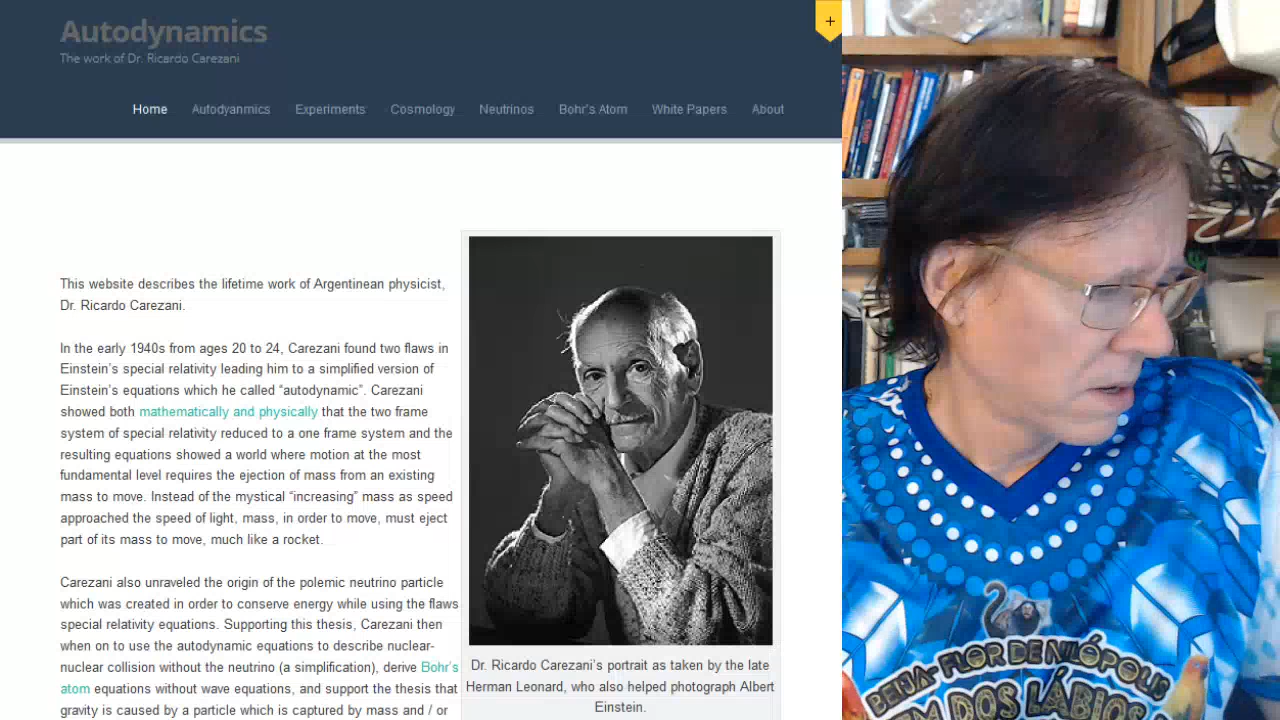 Autodynamics
The work of Dr. Ricardo Carezani
+
Home Autodyanmics Experiments Cosmology Neutrinos Bohr's Atom White Papers About
This website describes the lifetime work of Argentinean physicist,
Dr. Ricardo Carezani.
In the early 1940s from ages 20 to 24, Carezani found two flaws in
Einstein's special relativity leading him to a simplified version of
Einstein's equations which he called “autodynamic”. Carezani
showed both mathematically and physically that the two frame
system of special relativity reduced to a one frame system and the
resulting equations showed a world where motion at the most
fundamental level requires the ejection of mass from an existing
mass to move. Instead of the mystical “increasing” mass as speed
approached the speed of light, mass, in order to move, must eject
part of its mass to move, much like a rocket.
Carezani also unraveled the origin of the polemic neutrino particle
which was created in order to conserve energy while using the flaws
special relativity equations. Supporting this thesis, Carezani then
when on to use the autodynamic equations to describe nuclear-
nuclear collision without the neutrino (a simplification), derive Bohr's
atom equations without wave equations, and support the thesis that
gravity is caused by a particle which is captured by mass and / or
Dr. Ricardo Carezani's portrait as taken by the late
Herman Leonard, who also helped photograph Albert
Einstein.
BEIJA-FLOR DE NILÓPOLIS
DOS LÁBIOS